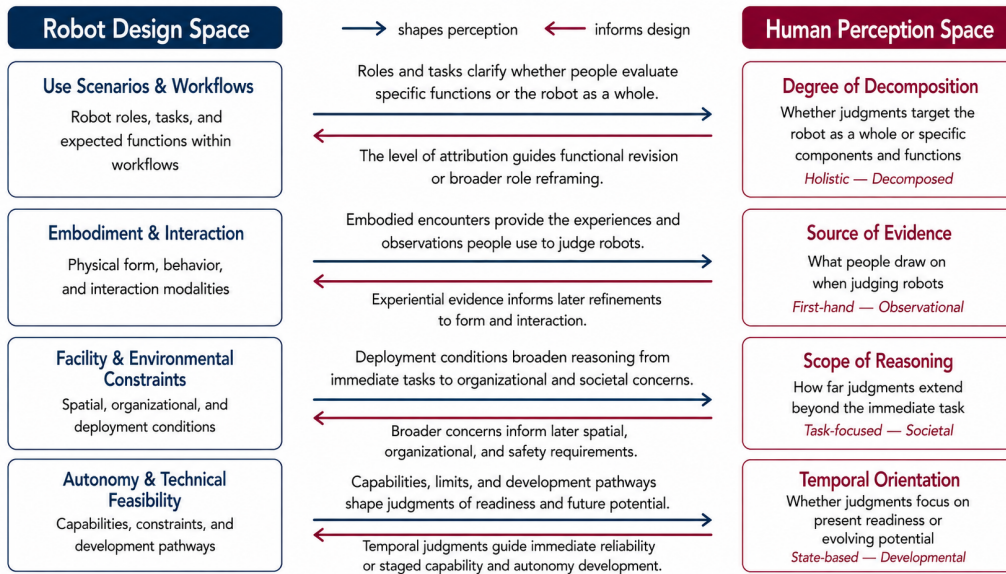 Robot Design Space
shapes perception
informs design
Human Perception Space
Use Scenarios & Workflows
Robot roles, tasks, and
expected functions within
workflows
Roles and tasks clarify whether people evaluate
specific functions or the robot as a whole.
The level of attribution guides functional revision
or broader role reframing.
Degree of Decomposition
Whether judgments target the
robot as a whole or specific
components and functions
Holistic — Decomposed
Embodiment & Interaction
Physical form, behavior,
and interaction modalities
Embodied encounters provide the experiences and
observations people use to judge robots.
Experiential evidence informs later refinements
to form and interaction.
Source of Evidence
What people draw on
when judging robots
First-hand — Observational
Facility & Environmental
Constraints
Spatial, organizational, and
deployment conditions
Deployment conditions broaden reasoning from
immediate tasks to organizational and societal concerns.
Broader concerns inform later spatial,
organizational, and safety requirements.
Scope of Reasoning
How far judgments extend
beyond the immediate task
Task-focused — Societal
Autonomy & Technical
Feasibility
Capabilities, constraints, and
development pathways
Capabilities, limits, and development pathways
shape judgments of readiness and future potential.
Temporal judgments guide immediate reliability
or staged capability and autonomy development.
Temporal Orientation
Whether judgments focus on
present readiness or
evolving potential
State-based — Developmental